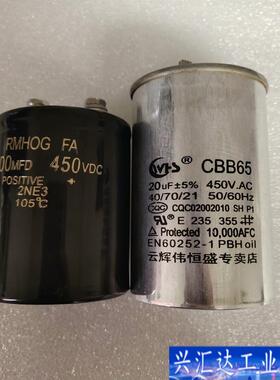 RMHOG FA
00MFD 450VDC
POSITIVE +
2NE3
105℃
CBB65
20uF±5% 450V.AC
40/70/21 50/60Hz
CQC CQC02002010 SH P1
E 235 355
Protected 10,000AFC
EN60252-1 PBH oil
云辉伟恒盛专卖店
兴汇达工业